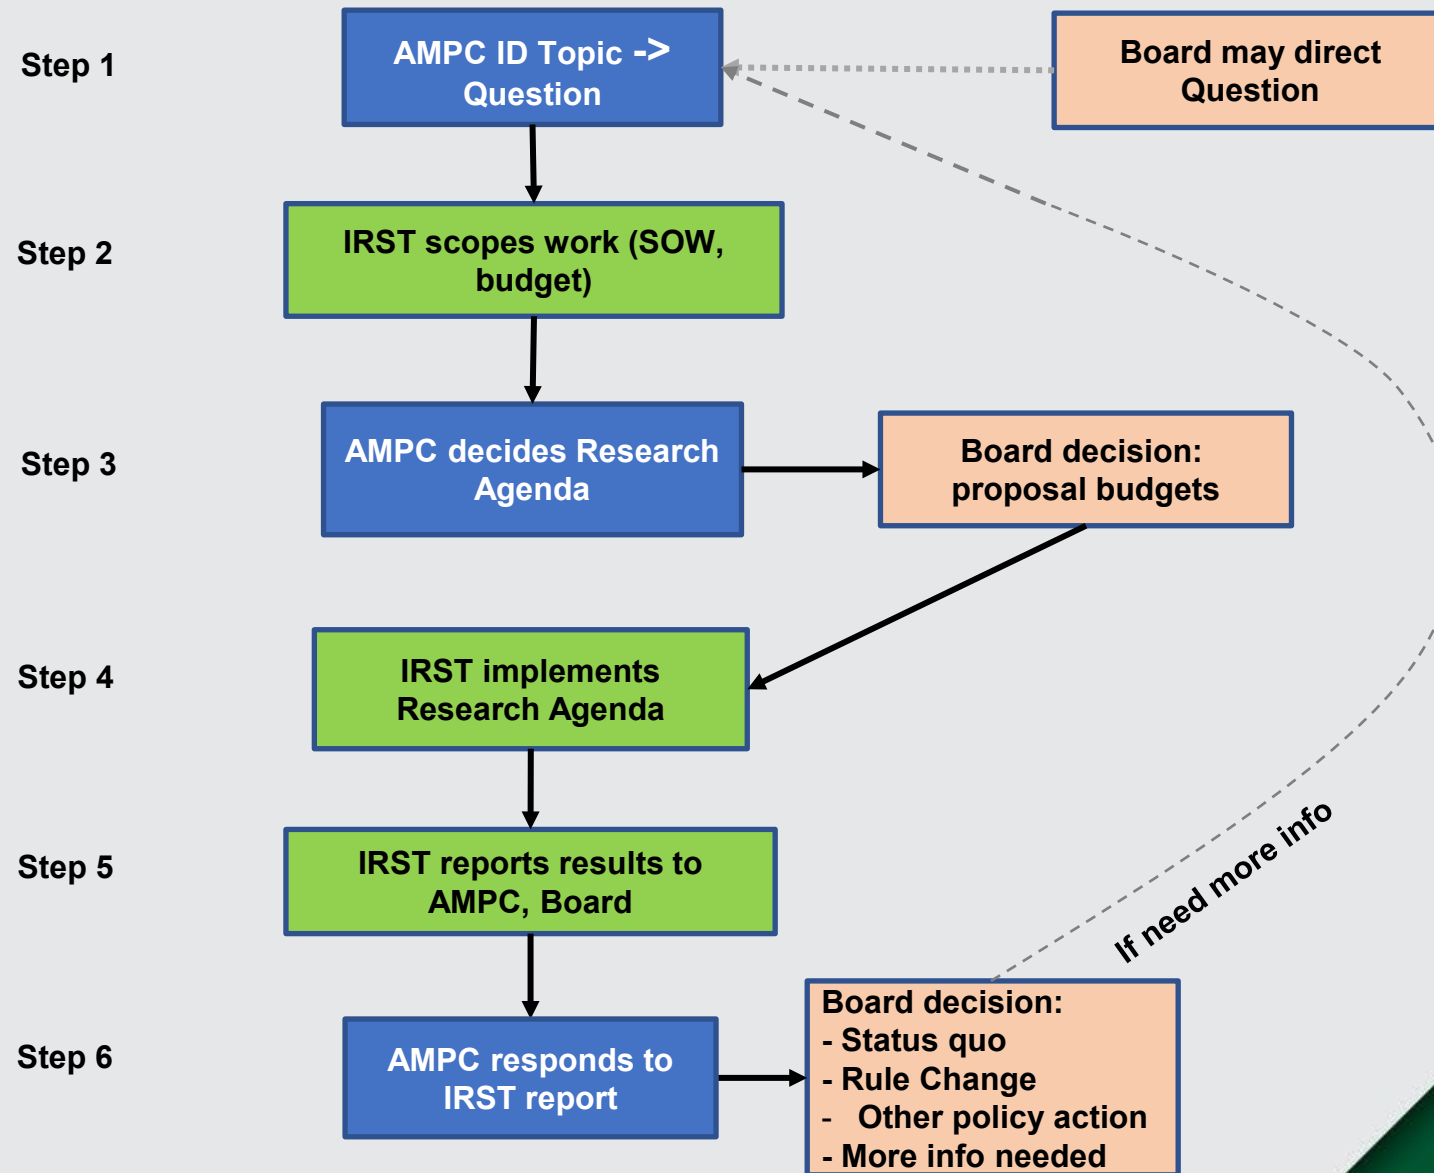 Step 1
AMPC ID Topic ->
Question
Board may direct
Question
Step 2
IRST scopes work (SOW,
budget)
Step 3
AMPC decides Research
Agenda
Board decision:
proposal budgets
Step 4
IRST implements
Research Agenda
Step 5
IRST reports results to
AMPC, Board
If need more info
Step 6
AMPC responds to
IRST report
Board decision:
- Status quo
- Rule Change
- Other policy action
- More info needed